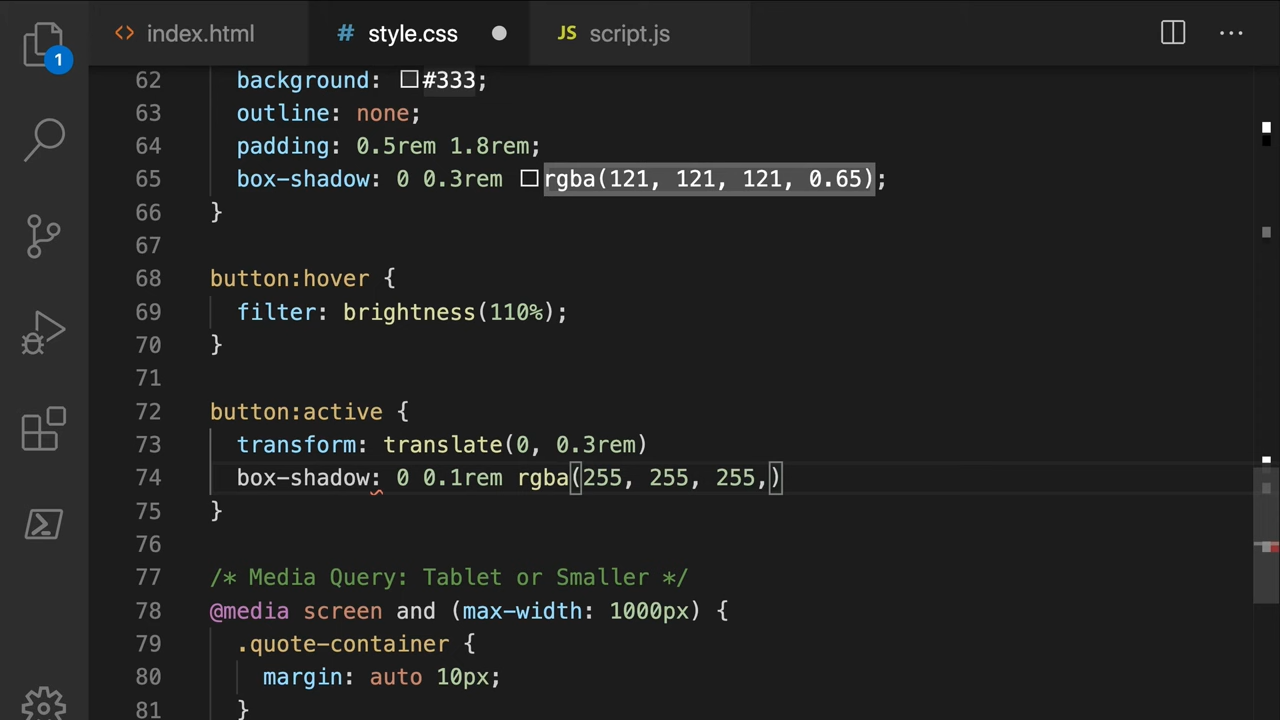 index.html
# style.css
JS script.js
1
62 background: #333;
63 outline: none;
64 padding: 0.5rem 1.8rem;
65 box-shadow: 0 0.3rem rgba(121, 121, 121, 0.65);
66 }
67
68 button:hover {
69 filter: brightness(110%);
70 }
71
72 button:active {
73 transform: translate(0, 0.3rem)
74 box-shadow: 0 0.1rem rgba(255, 255, 255,)
75 }
76
77 /* Media Query: Tablet or Smaller */
78 @media screen and (max-width: 1000px) {
79 .quote-container {
80 margin: auto 10px;
81 }